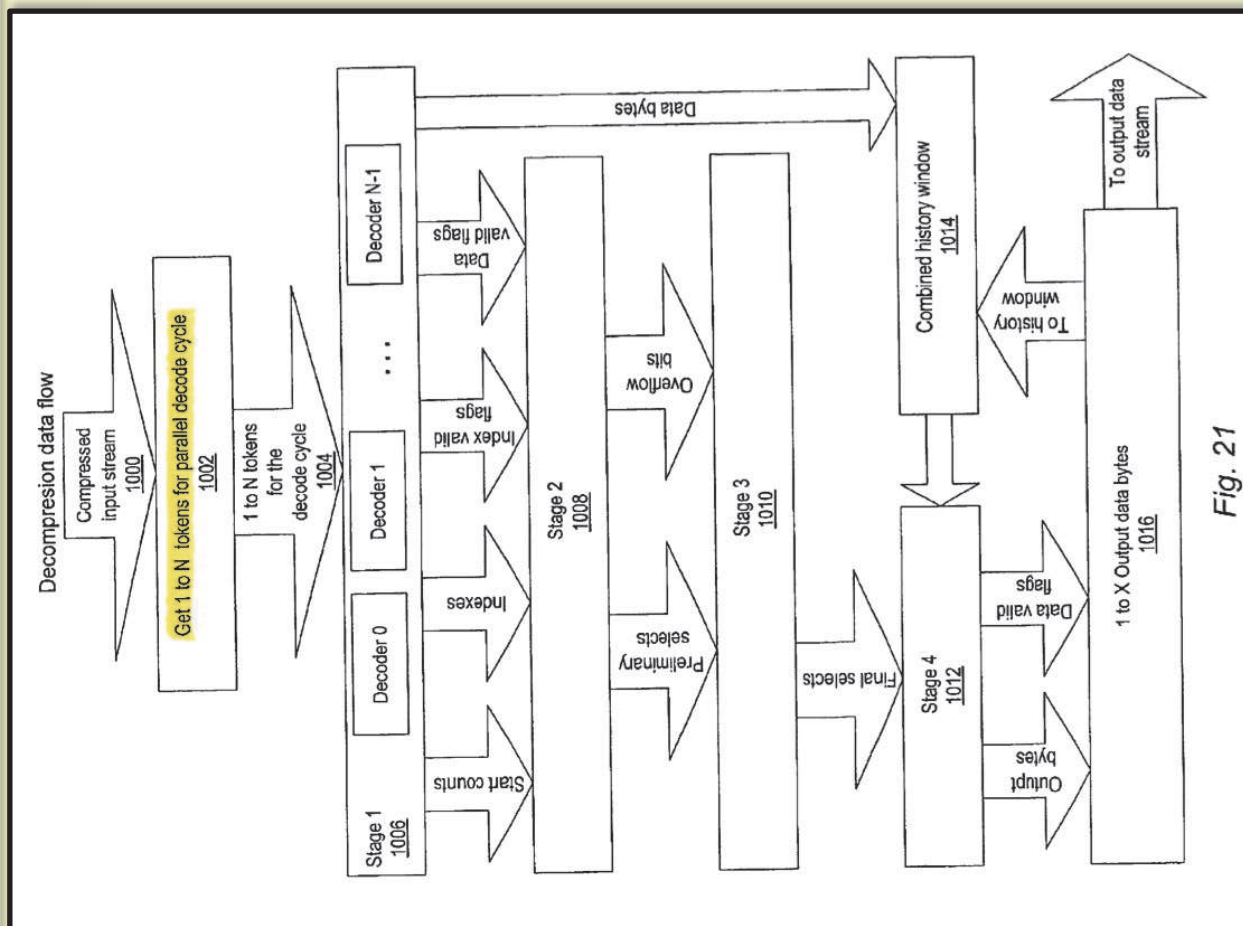 Decompresion data flow
Compressed
input stream
1000
Get 1 to N tokens for parallel decode cycle
1002
1 to N tokens
for the
decode cycle
1004
Stage 1
1006
Decoder 0
Decoder 1
...
Decoder N-1
Start counts
Indexes
Index valid
flags
Data
valid flags
Data bytes
Stage 2
1008
Preliminary
selects
Overflow
bits
Stage 3
1010
Final selects
Combined history window
1014
Stage 4
1012
Outupt
bytes
Data valid
flags
To history
window
1 to X Output data bytes
1016
To output data
stream
Fig. 21